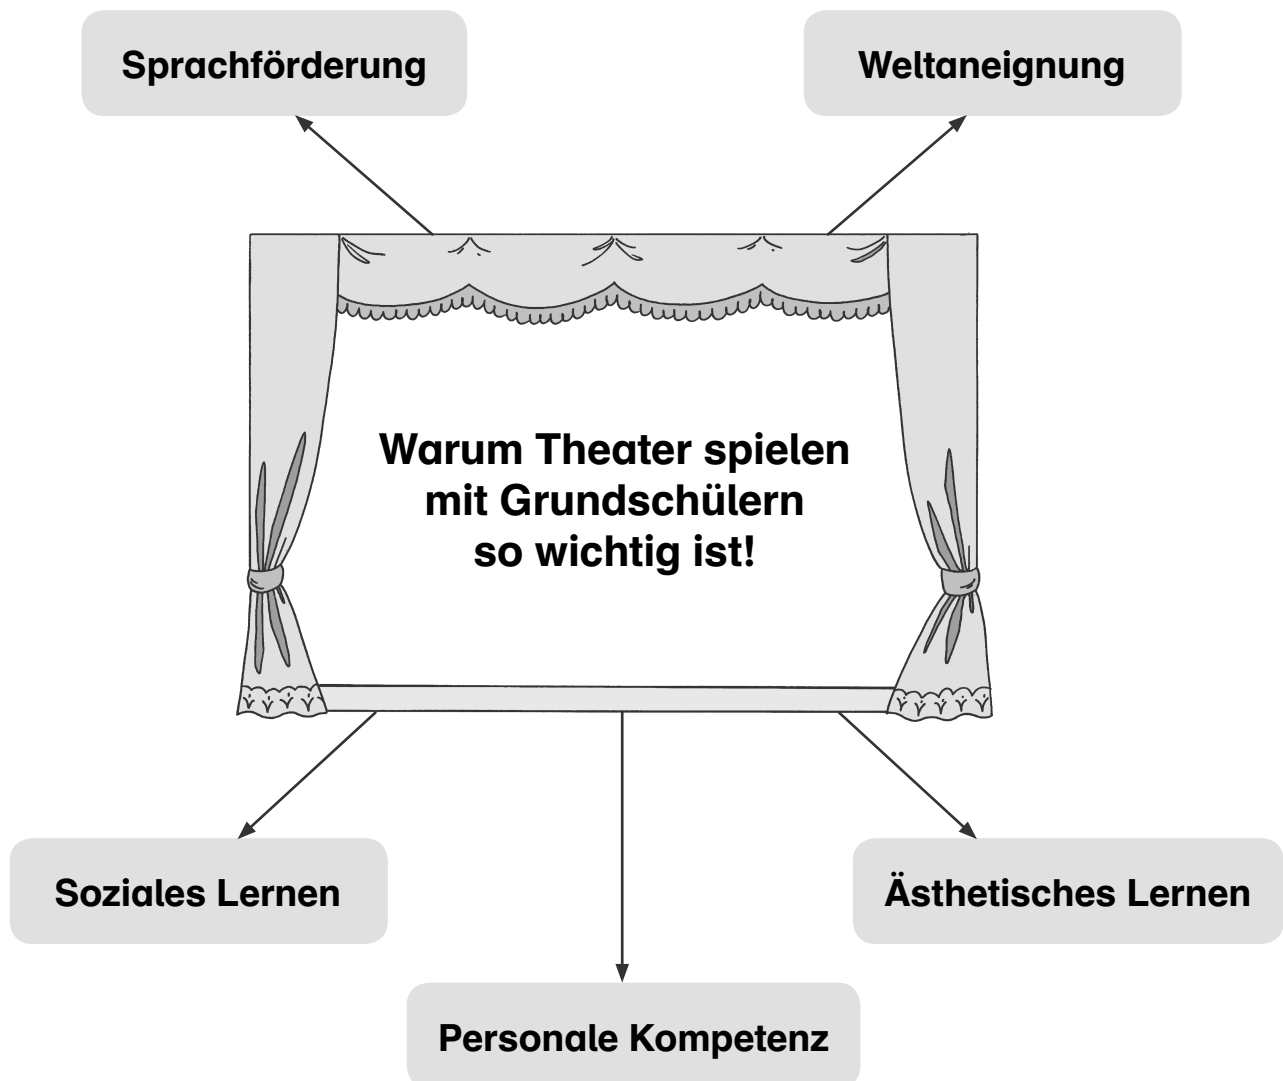 Sprachförderung
Weltaneignung
Warum Theater spielen
mit Grundschülern
so wichtig ist!
Soziales Lernen
Ästhetisches Lernen
Personale Kompetenz